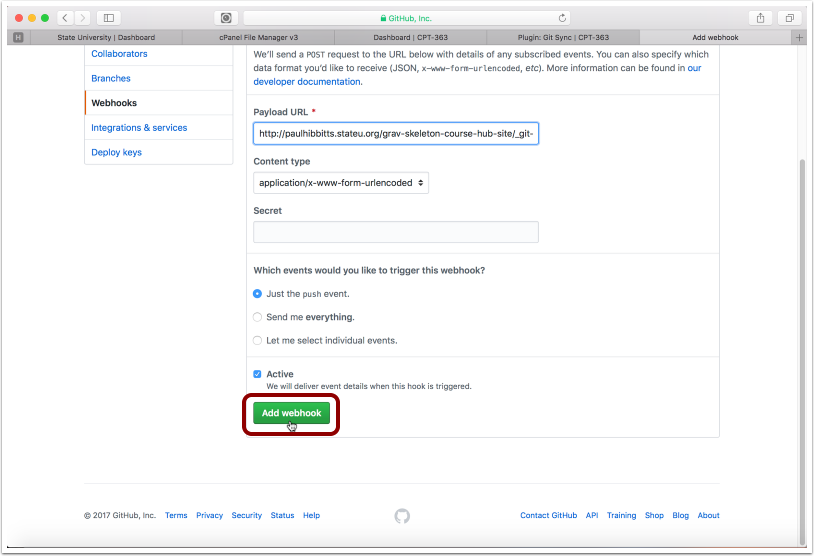 GitHub, Inc.
H
State University | Dashboard
cPanel File Manager v3
Dashboard | CPT-363
Plugin: Git Sync | CPT-363
Add webhook
Collaborators
Branches
Webhooks
Integrations & services
Deploy keys
We'll send a POST request to the URL below with details of any subscribed events. You can also specify which
data format you'd like to receive (JSON, x-www-form-urlencoded, etc). More information can be found in our
developer documentation.
Payload URL *
http://paulhibbitts.stateu.org/grav-skeleton-course-hub-site/_git-
Content type
application/x-www-form-urlencoded
Secret
Which events would you like to trigger this webhook?
Just the push event.
Send me everything.
Let me select individual events.
Active
We will deliver event details when this hook is triggered.
Add webhook
© 2017 GitHub, Inc. Terms Privacy Security Status Help
Contact GitHub API Training Shop Blog About